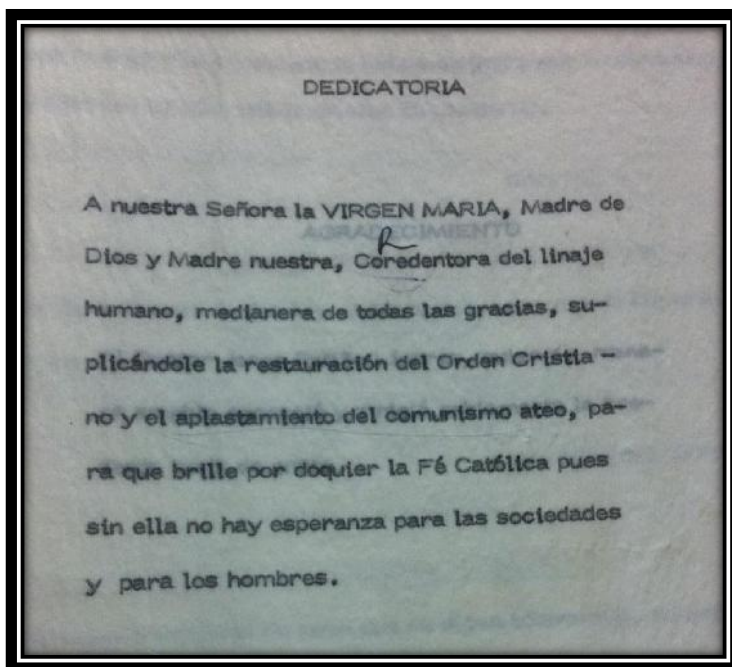 DEDICATORIA
A nuestra Señora la VIRGEN MARIA, Madre de
AGRADECIMIENTO
R
Dios y Madre nuestra, Coredentora del linaje
humano, medianera de todas las gracias, su-
plicándole la restauración del Orden Cristia-
no y el aplastamiento del comunismo ateo, pa-
ra que brille por doquier la Fé Católica pues
sin ella no hay esperanza para las sociedades
y para los hombres.